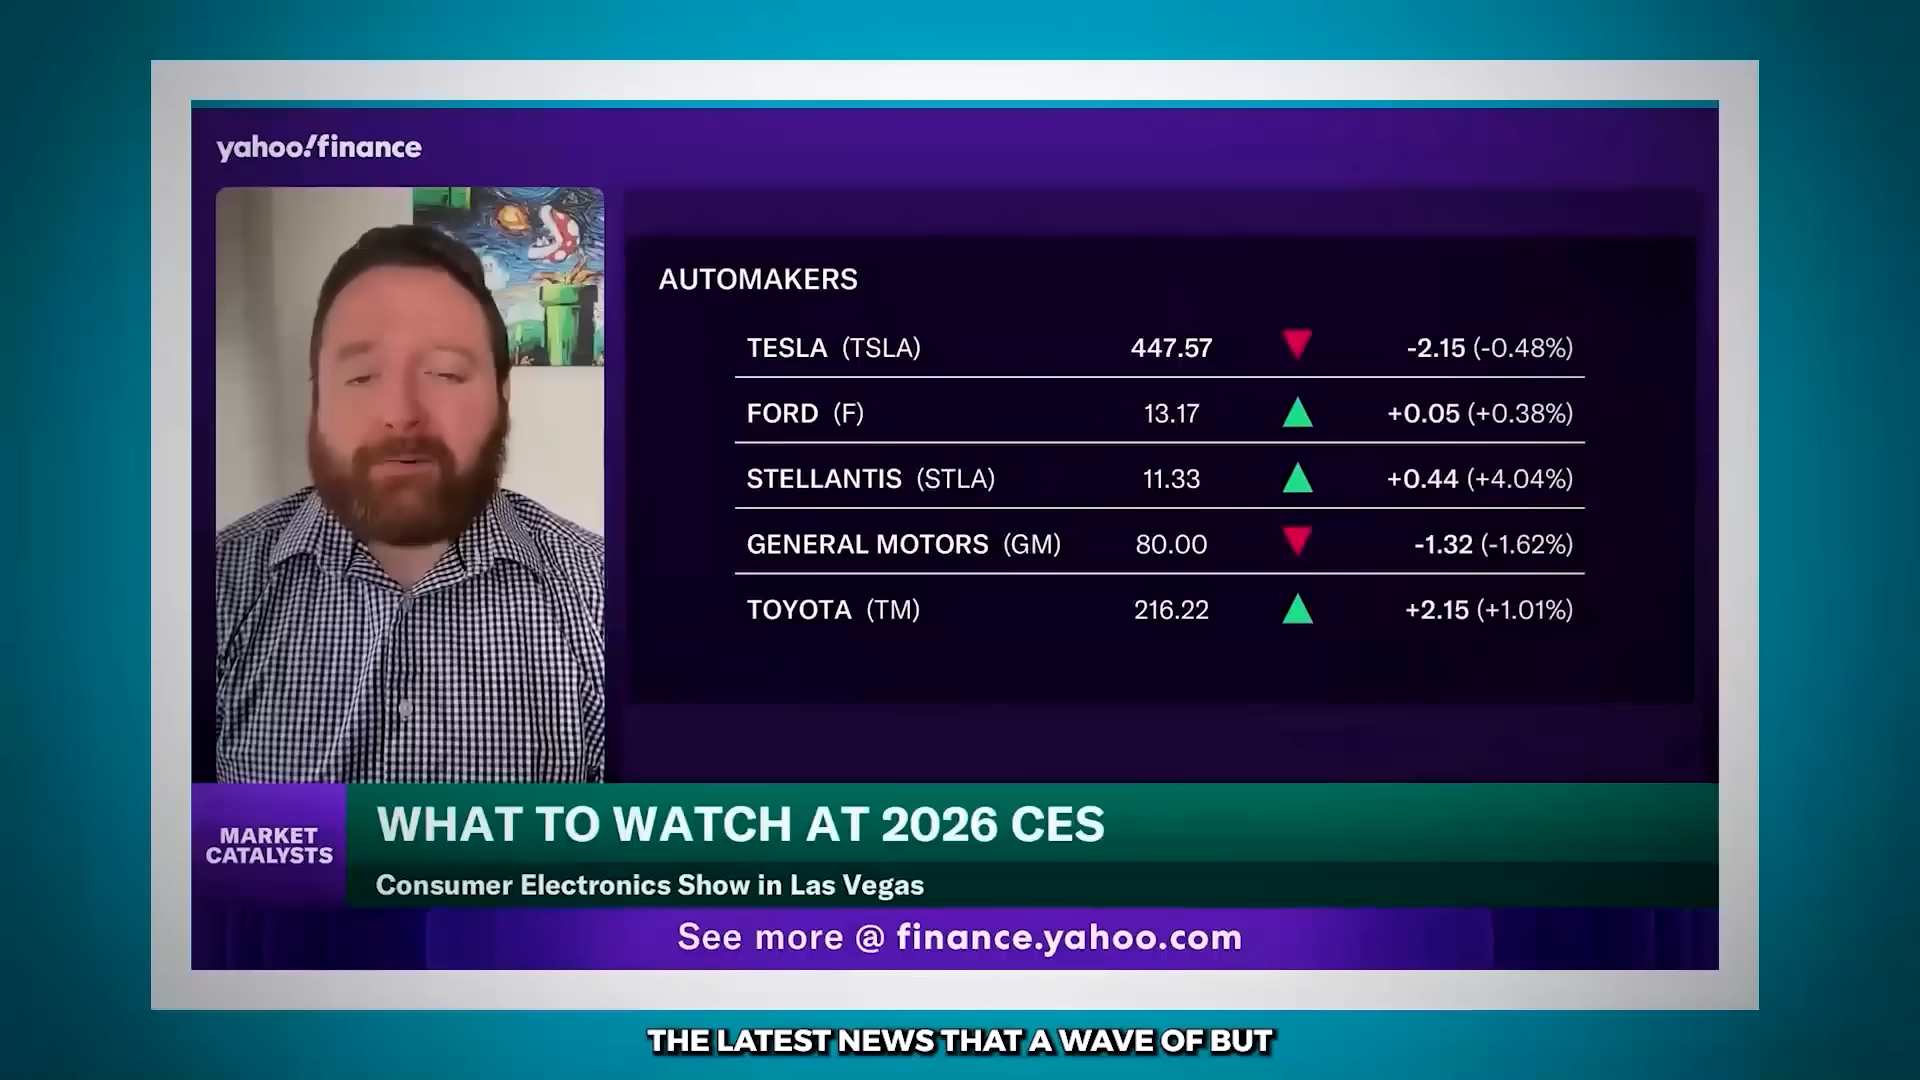 yahoo!finance
AUTOMAKERS
TESLA (TSLA) 447.57 -2.15 (-0.48%)
FORD (F) 13.17 +0.05 (+0.38%)
STELLANTIS (STLA) 11.33 +0.44 (+4.04%)
GENERAL MOTORS (GM) 80.00 -1.32 (-1.62%)
TOYOTA (TM) 216.22 +2.15 (+1.01%)
MARKET
CATALYSTS
WHAT TO WATCH AT 2026 CES
Consumer Electronics Show in Las Vegas
See more @ finance.yahoo.com
THE LATEST NEWS THAT A WAVE OF BUT